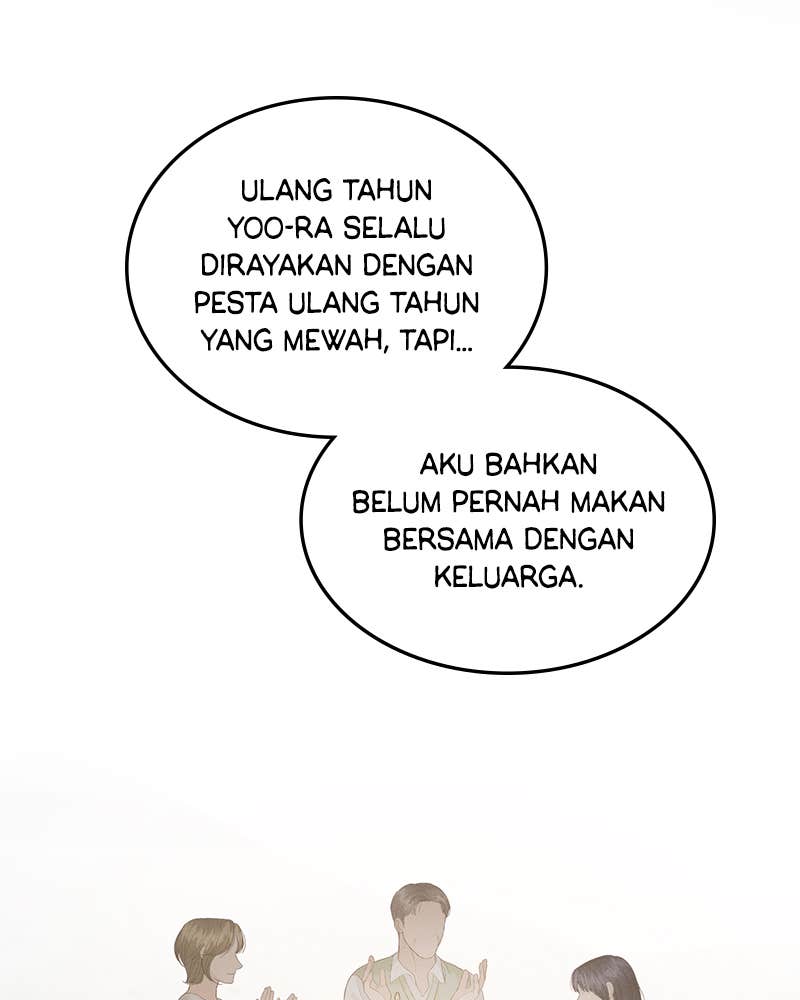 ULANG TAHUN
YOO-RA SELALU
DIRAYAKAN DENGAN
PESTA ULANG TAHUN
YANG MEWAH, TAPI...
AKU BAHKAN
BELUM PERNAH MAKAN
BERSAMA DENGAN
KELUARGA.